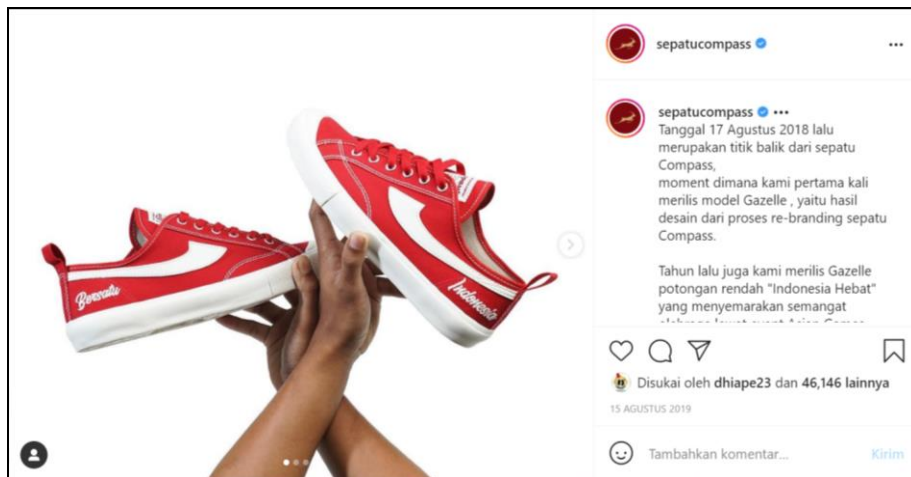 Bersatu
Indonesia
sepatucompass
sepatucompass
Tanggal 17 Agustus 2018 lalu
merupakan titik balik dari sepatu
Compass,
moment dimana kami pertama kali
merilis model Gazelle , yaitu hasil
desain dari proses re-branding sepatu
Compass.
Tahun lalu juga kami merilis Gazelle
potongan rendah "Indonesia Hebat"
yang menyemarakan semangat
Disukai oleh dhiape23 dan 46,146 lainnya
15 AGUSTUS 2019
Tambahkan komentar...
Kirim